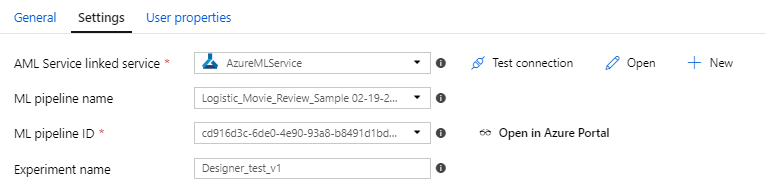 General Settings User properties
AML Service linked service * AzureMLService Test connection Open New
ML pipeline name Logistic_Movie_Review_Sample 02-19-2...
ML pipeline ID * cd916d3c-6de0-4e90-93a8-b8491d1bd...
Open in Azure Portal
Experiment name Designer_test_v1